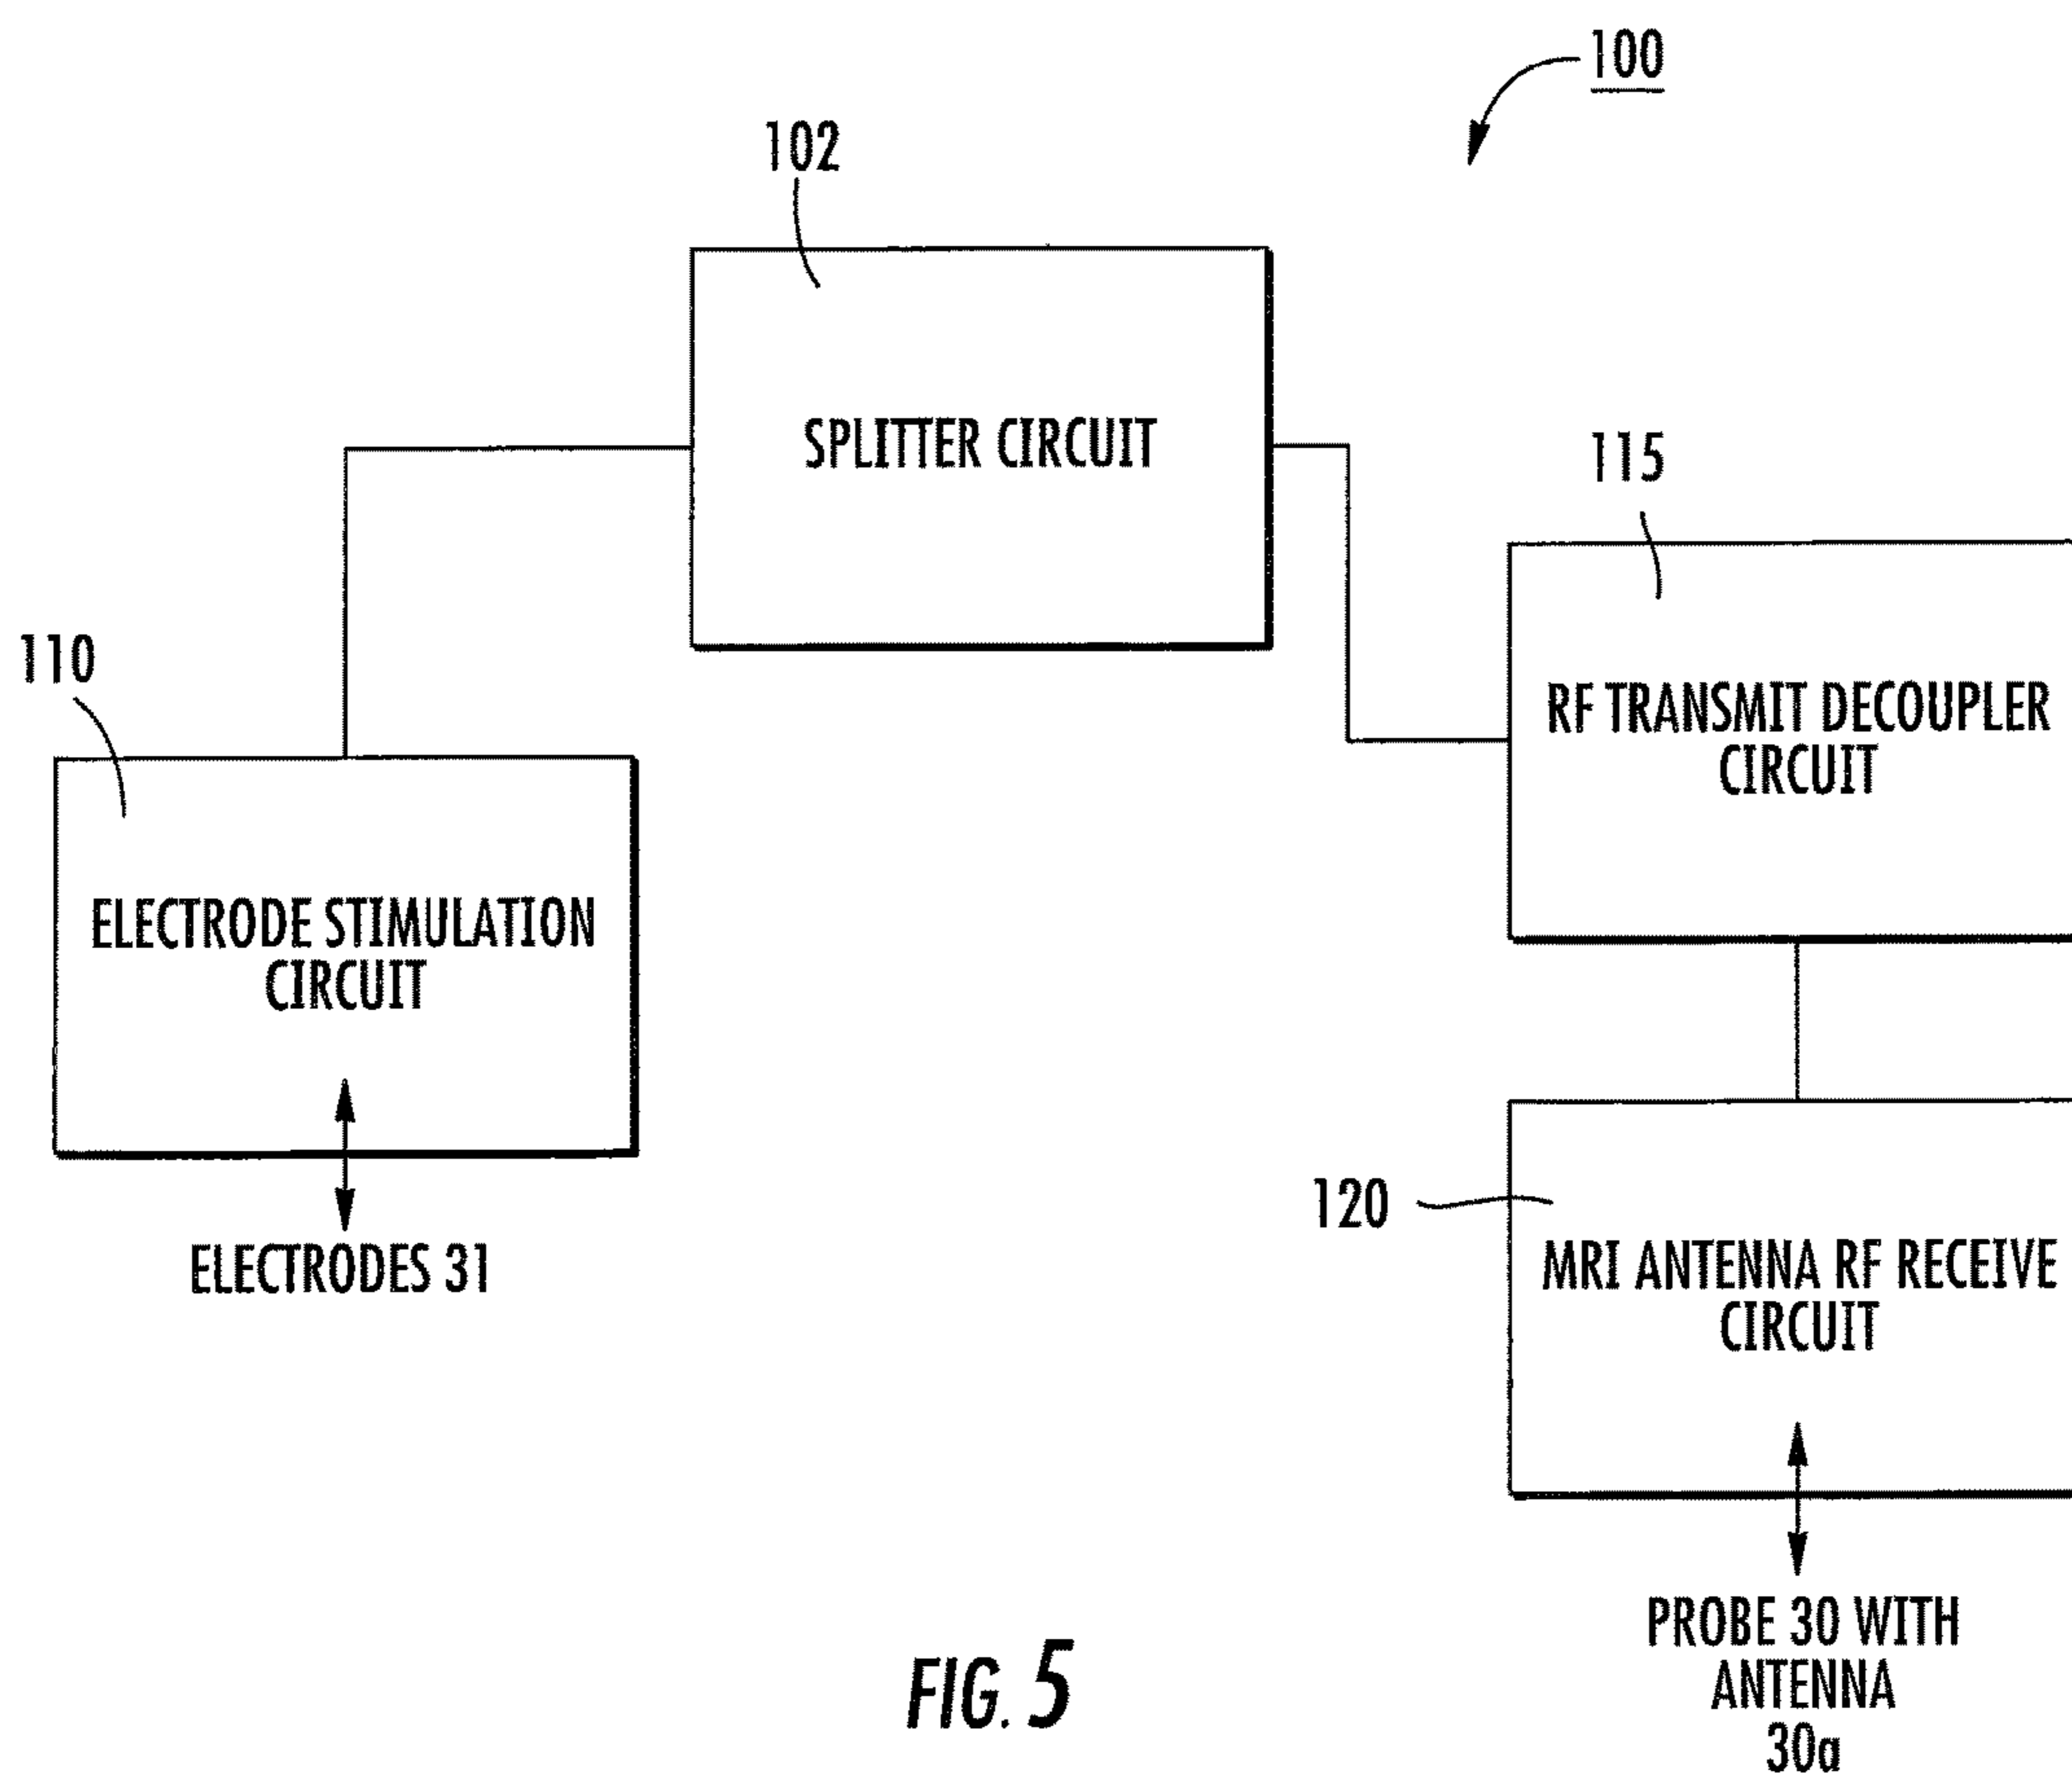 100
102
SPLITTER CIRCUIT
115
RF TRANSMIT DECOUPLER
CIRCUIT
110
ELECTRODE STIMULATION
CIRCUIT
ELECTRODES 31
120
MRI ANTENNA RF RECEIVE
CIRCUIT
PROBE 30 WITH
ANTENNA
30a
FIG. 5